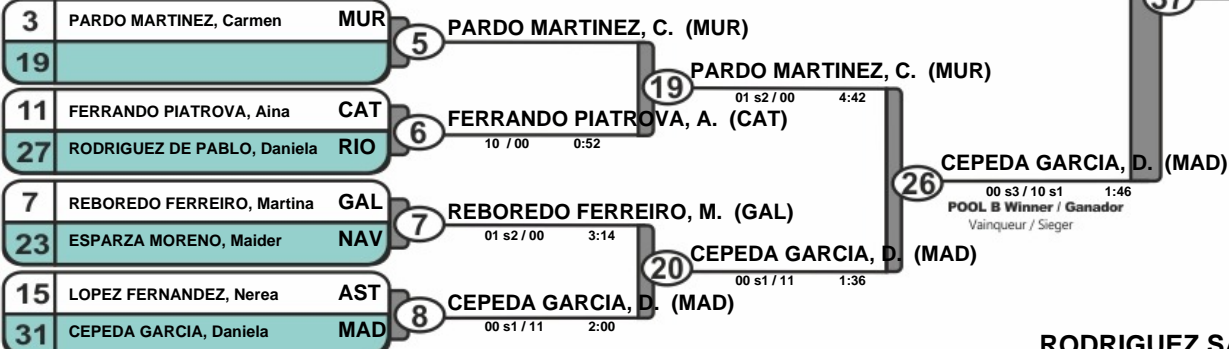 37
3 PARDO MARTINEZ, Carmen MUR
19
5
PARDO MARTINEZ, C. (MUR)
11 FERRANDO PIATROVA, Aina CAT
27 RODRIGUEZ DE PABLO, Daniela RIO
6
FERRANDO PIATROVA, A. (CAT)
10 / 00 0:52
19
PARDO MARTINEZ, C. (MUR)
01 s2 / 00 4:42
7 REBOREDO FERREIRO, Martina GAL
23 ESPARZA MORENO, Maider NAV
7
REBOREDO FERREIRO, M. (GAL)
01 s2 / 00 3:14
15 LOPEZ FERNANDEZ, Nerea AST
31 CEPEDA GARCIA, Daniela MAD
8
CEPEDA GARCIA, D. (MAD)
00 s1 / 11 2:00
20
CEPEDA GARCIA, D. (MAD)
00 s1 / 11 1:36
26
CEPEDA GARCIA, D. (MAD)
00 s3 / 10 s1 1:46
POOL B Winner / Ganador
Vainqueur / Sieger
RODRIGUEZ